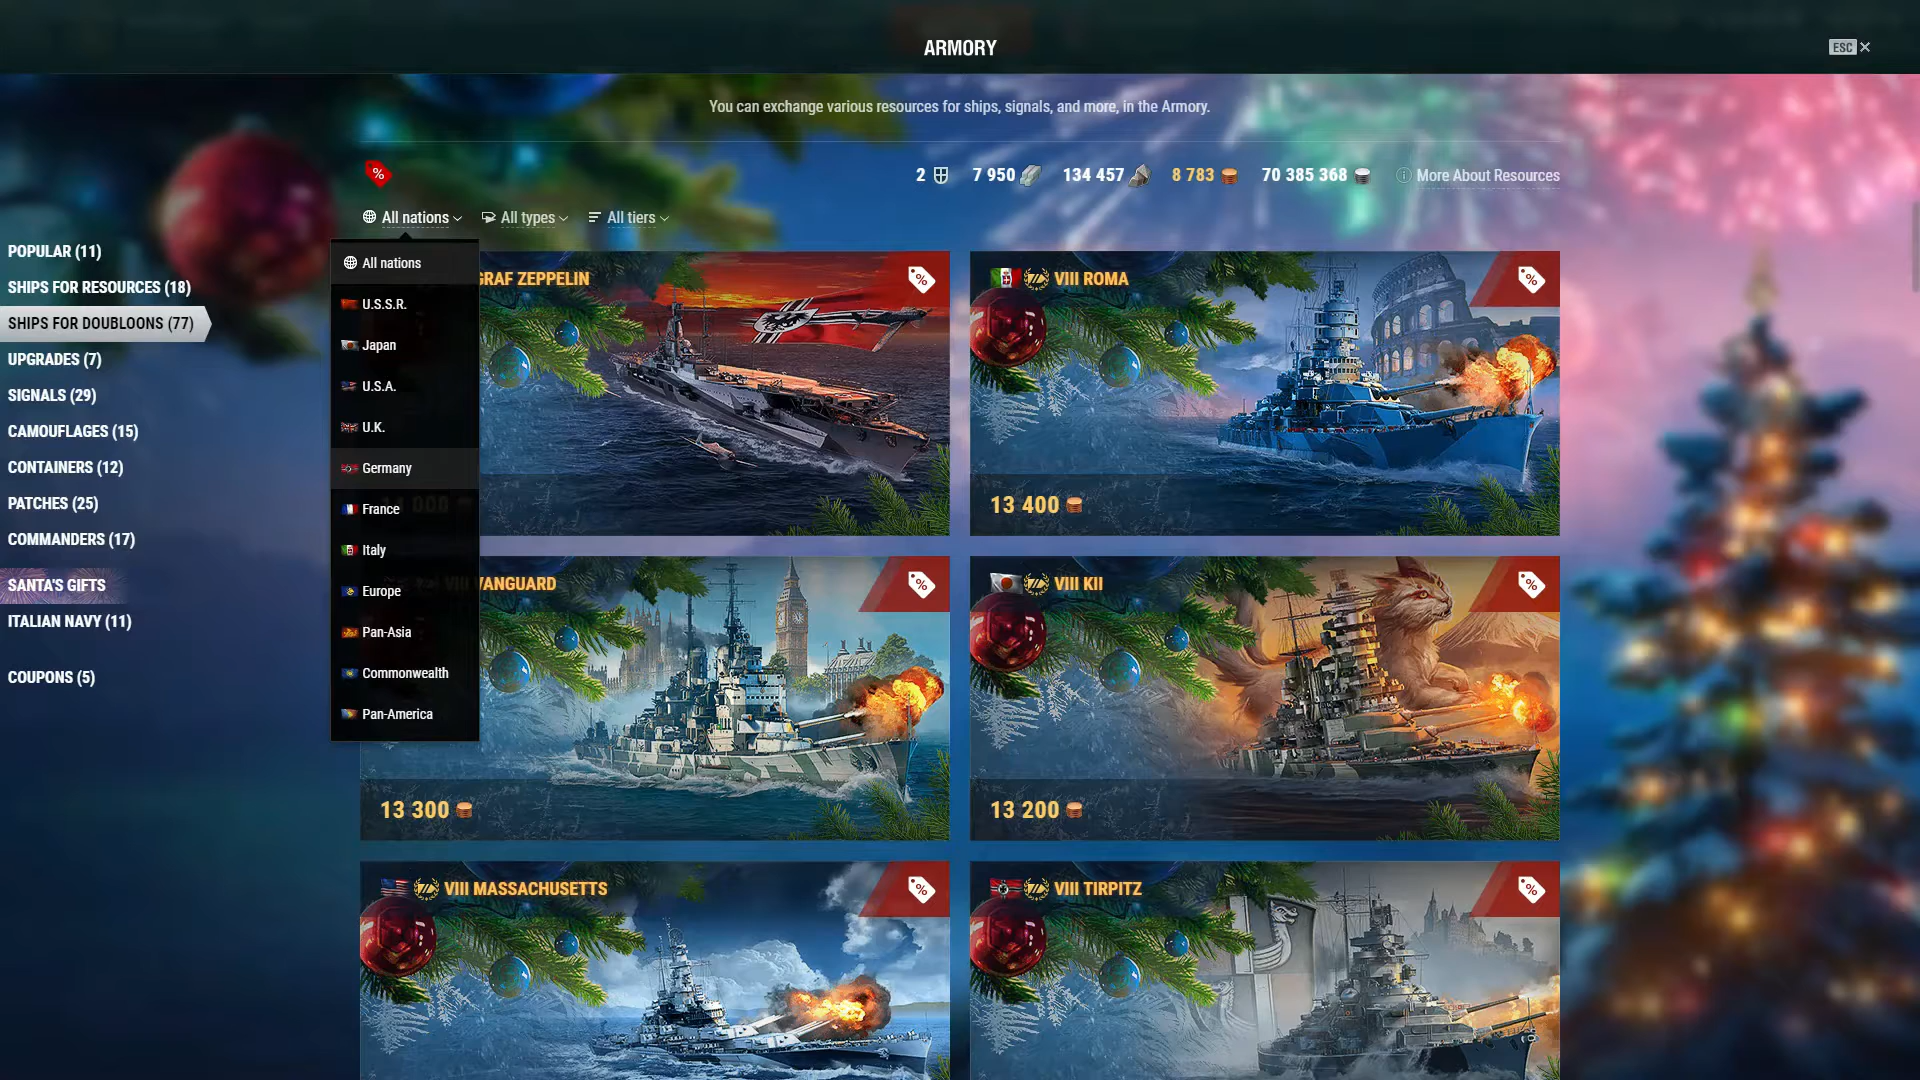 ARMORY
ESC
You can exchange various resources for ships, signals, and more, in the Armory.
%
2 7 950 134 457 8 783 70 385 368 More About Resources
All nations All types All tiers
POPULAR (11)
SHIPS FOR RESOURCES (18)
SHIPS FOR DOUBLOONS (77)
UPGRADES (7)
SIGNALS (29)
CAMOUFLAGES (15)
CONTAINERS (12)
PATCHES (25)
COMMANDERS (17)
SANTA'S GIFTS
ITALIAN NAVY (11)
COUPONS (5)
All nations
U.S.S.R.
Japan
U.S.A.
U.K.
Germany
France
Italy
Europe
Pan-Asia
Commonwealth
Pan-America
GRAF ZEPPELIN
%
VIII ROMA
%
13 400
VIII VANGUARD
%
13 300
VIII KII
%
13 200
VIII MASSACHUSETTS
%
VIII TIRPITZ
%